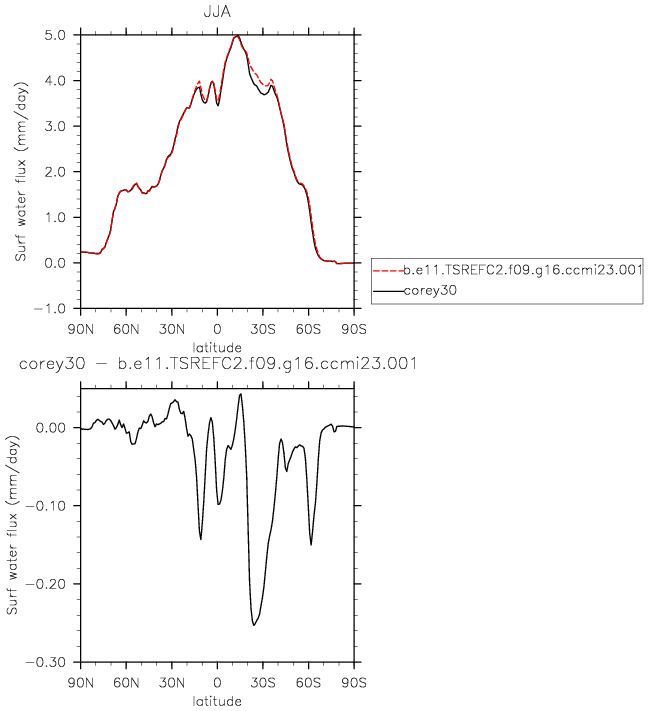 JJA
5.0
4.0
3.0
2.0
1.0
0.0
−1.0
Surf water flux (mm/day)
90N 60N 30N 0 30S 60S 90S
latitude
b.e11.TSREFC2.f09.g16.ccmi23.001
corey30
corey30 − b.e11.TSREFC2.f09.g16.ccmi23.001
0.00
−0.10
−0.20
−0.30
Surf water flux (mm/day)
90N 60N 30N 0 30S 60S 90S
latitude